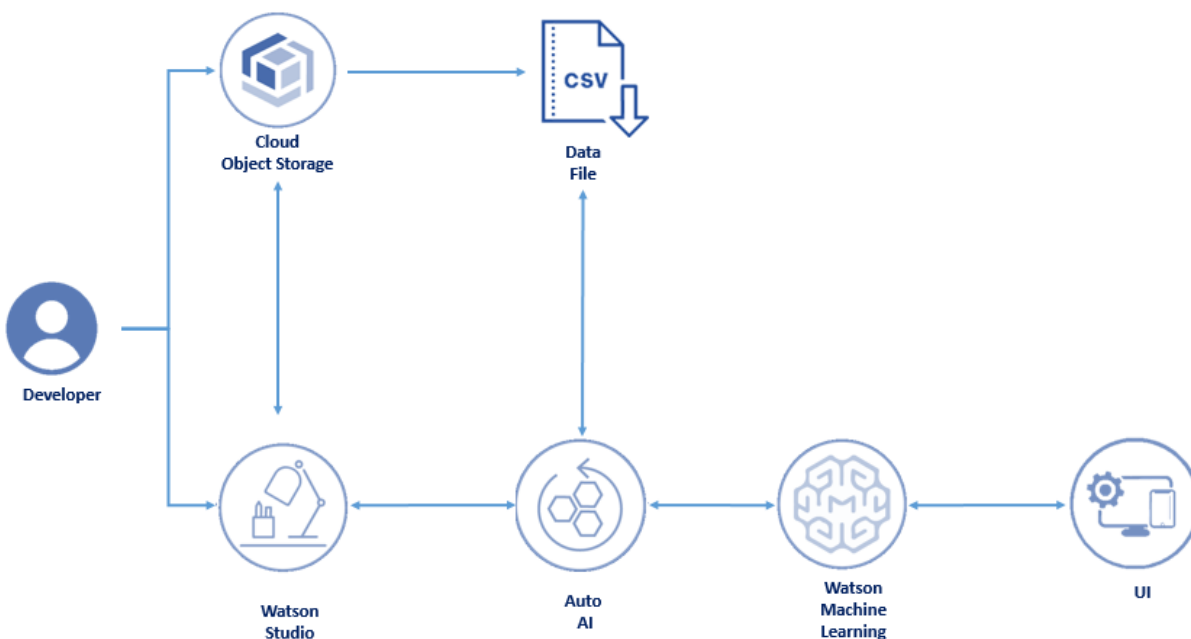 CSV
Cloud
Object Storage
Data
File
Developer
Watson
Studio
Auto
AI
Watson
Machine
Learning
UI